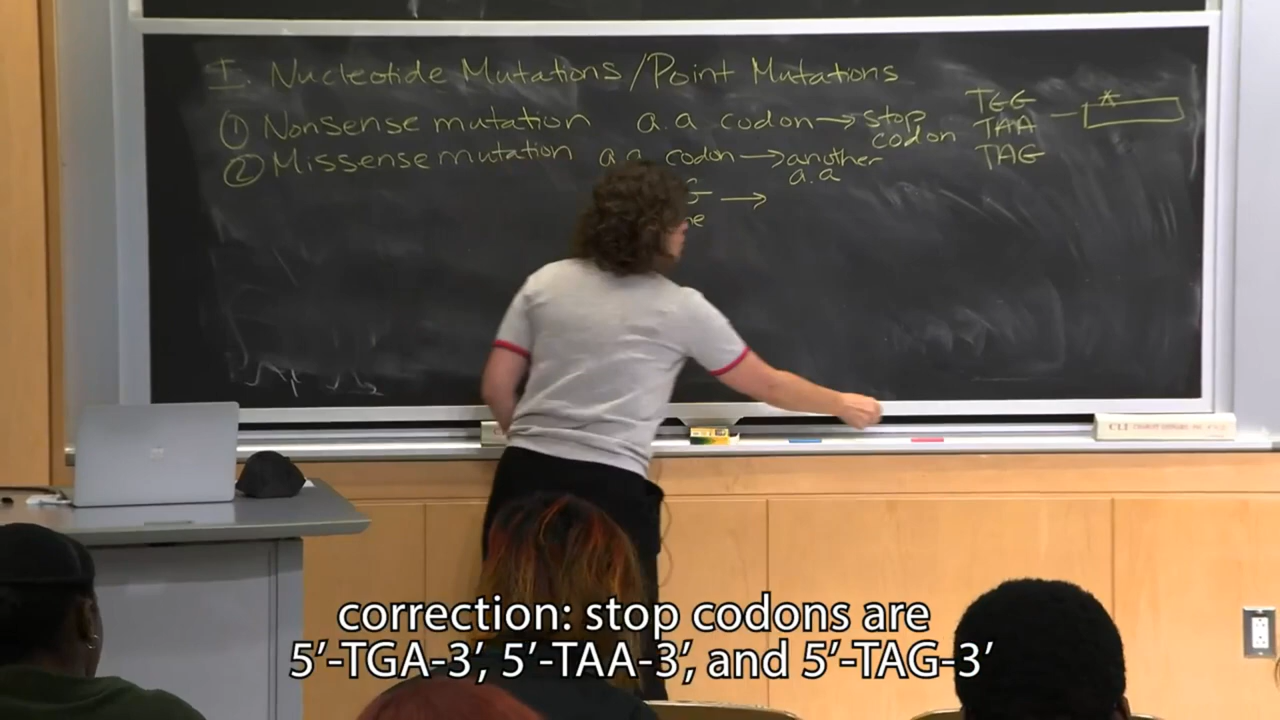 I. Nucleotide Mutations/Point Mutations
① Nonsense mutation a.a codon → stop codon
TGG
TAA
TAG
② Missense mutation a.a codon → another a.a
→
correction: stop codons are
5’-TGA-3’, 5’-TAA-3’, and 5’-TAG-3’